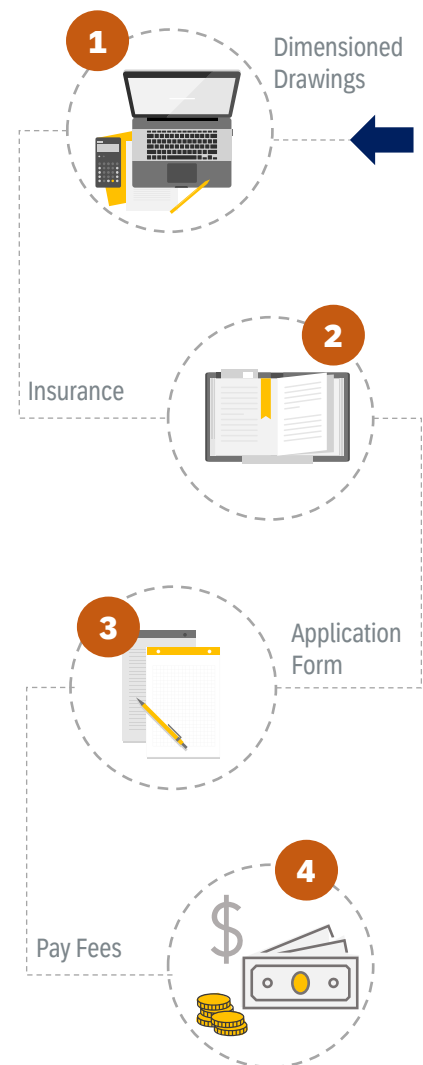 1
Dimensioned
Drawings
2
Insurance
3
Application
Form
4
$
Pay Fees